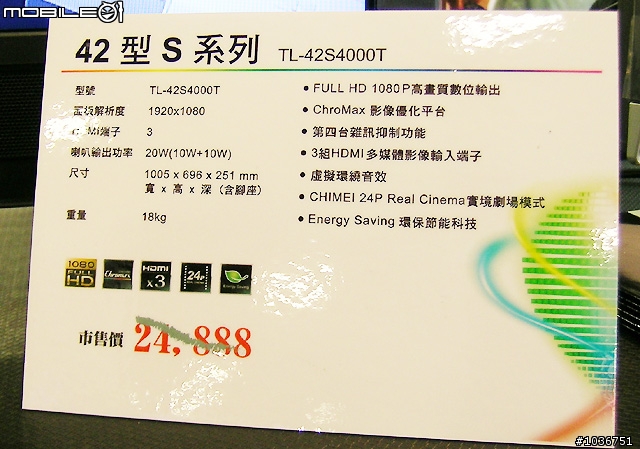 MOBILE01
42 型 S 系列 TL-42S4000T
型號 TL-42S4000T
面板解析度 1920x1080
HDMI端子 3
喇叭輸出功率 20W(10W+10W)
尺寸 1005 x 696 x 251 mm
寬 x 高 x 深（含腳座）
重量 18kg
• FULL HD 1080P高畫質數位輸出
• ChroMax 影像優化平台
• 第四台雜訊抑制功能
• 3組HDMI多媒體影像輸入端子
• 虛擬環繞音效
• CHIMEI 24P Real Cinema實境劇場模式
• Energy Saving 環保節能科技
1080 FULL HD
Chromax
HDMI x3
24P
Energy Saving
市售價 24,888
#1036751